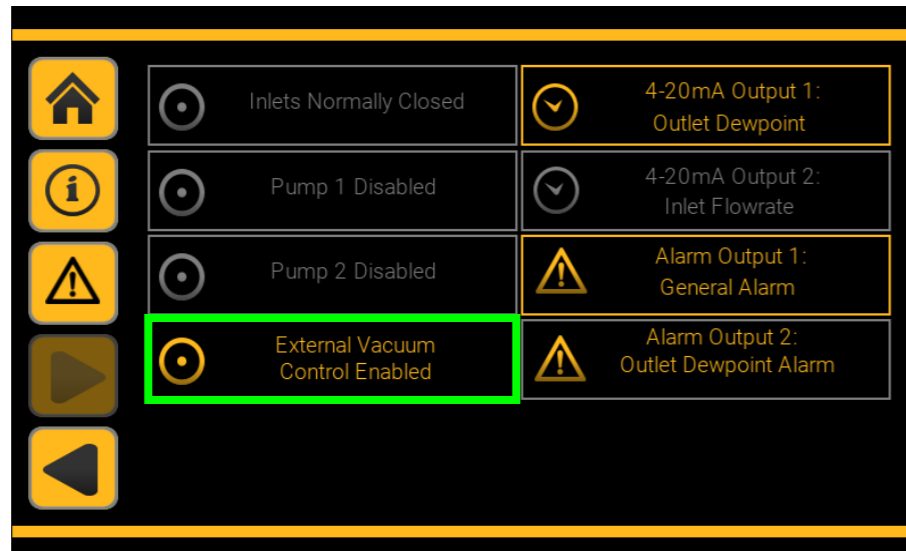 Inlets Normally Closed
4-20mA Output 1:
Outlet Dewpoint
Pump 1 Disabled
4-20mA Output 2:
Inlet Flowrate
Pump 2 Disabled
Alarm Output 1:
General Alarm
External Vacuum
Control Enabled
Alarm Output 2:
Outlet Dewpoint Alarm